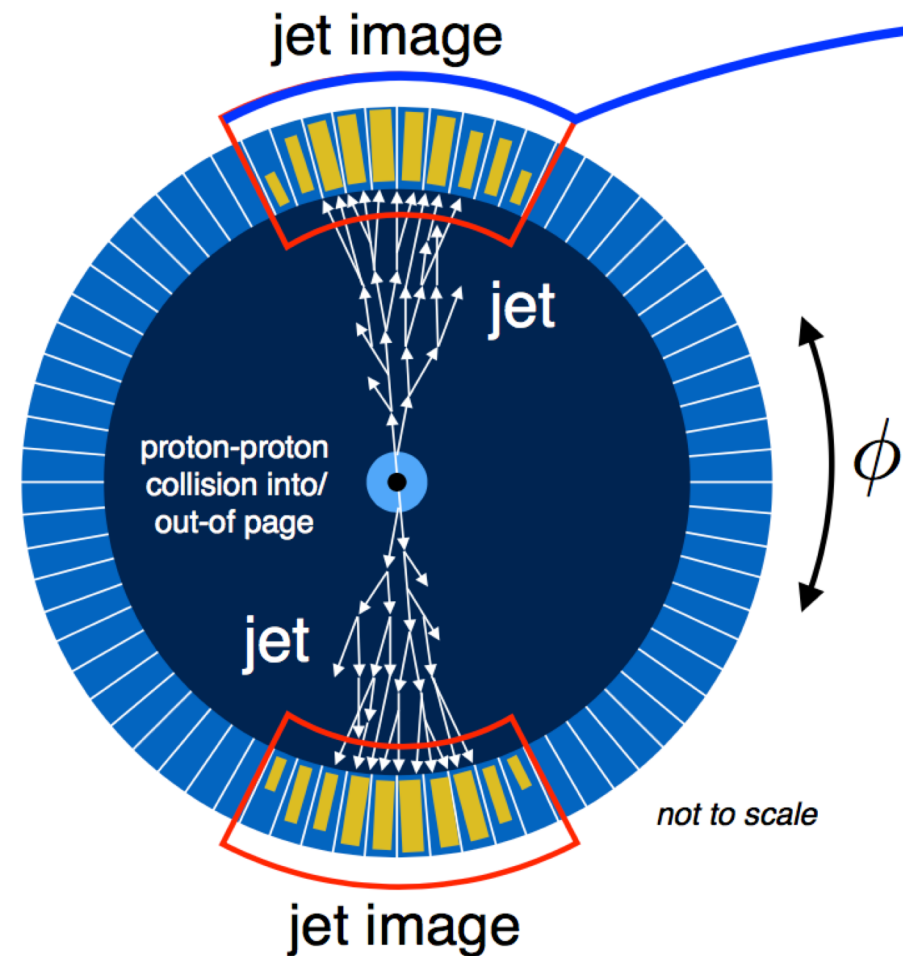 jet image
jet
proton-proton
collision into/
out-of page
ϕ
jet
not to scale
jet image